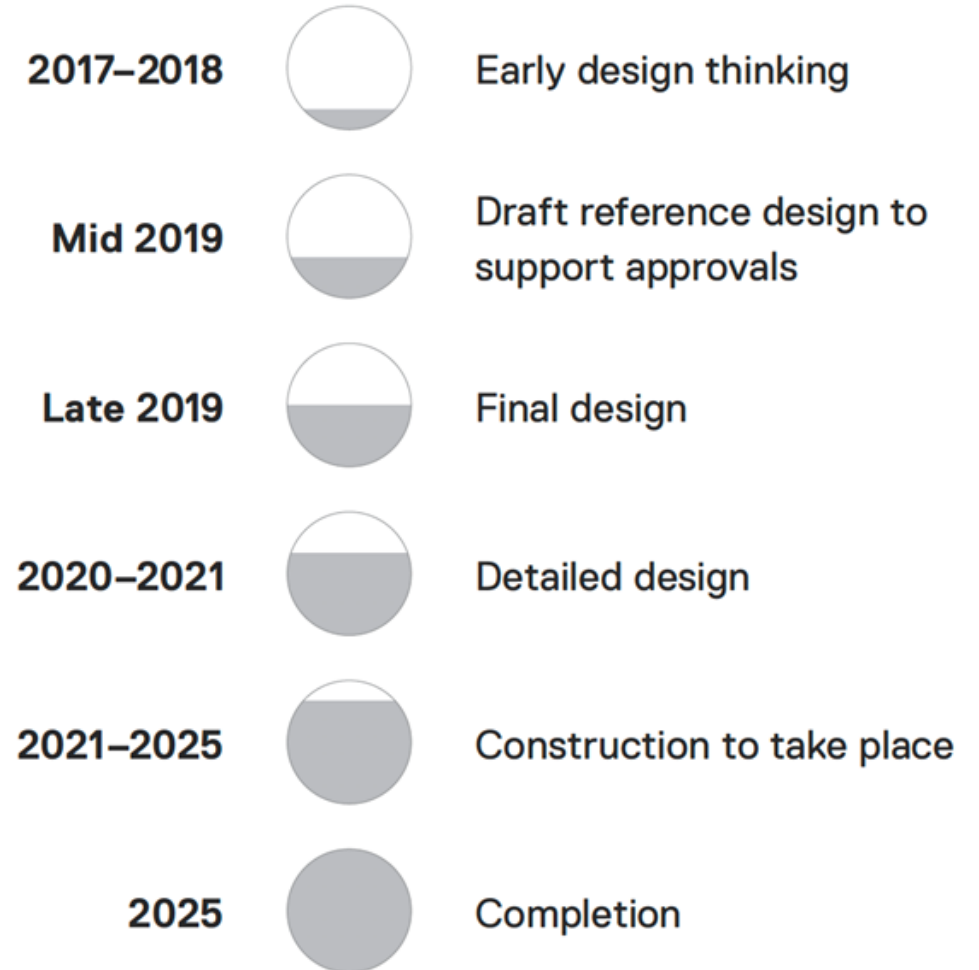 2017–2018 Early design thinking
Mid 2019 Draft reference design to
support approvals
Late 2019 Final design
2020–2021 Detailed design
2021–2025 Construction to take place
2025 Completion